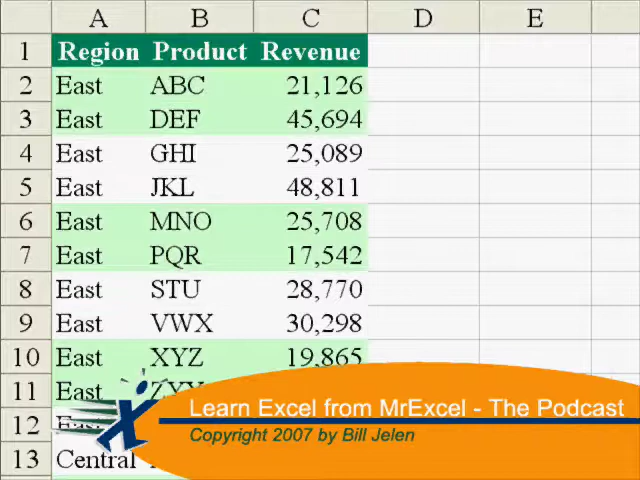 A B C D E
1 Region Product Revenue
2 East ABC 21,126
3 East DEF 45,694
4 East GHI 25,089
5 East JKL 48,811
6 East MNO 25,708
7 East PQR 17,542
8 East STU 28,770
9 East VWX 30,298
10 East XYZ 19,865
11 East
12 East
13 Central
Learn Excel from MrExcel - The Podcast
Copyright 2007 by Bill Jelen